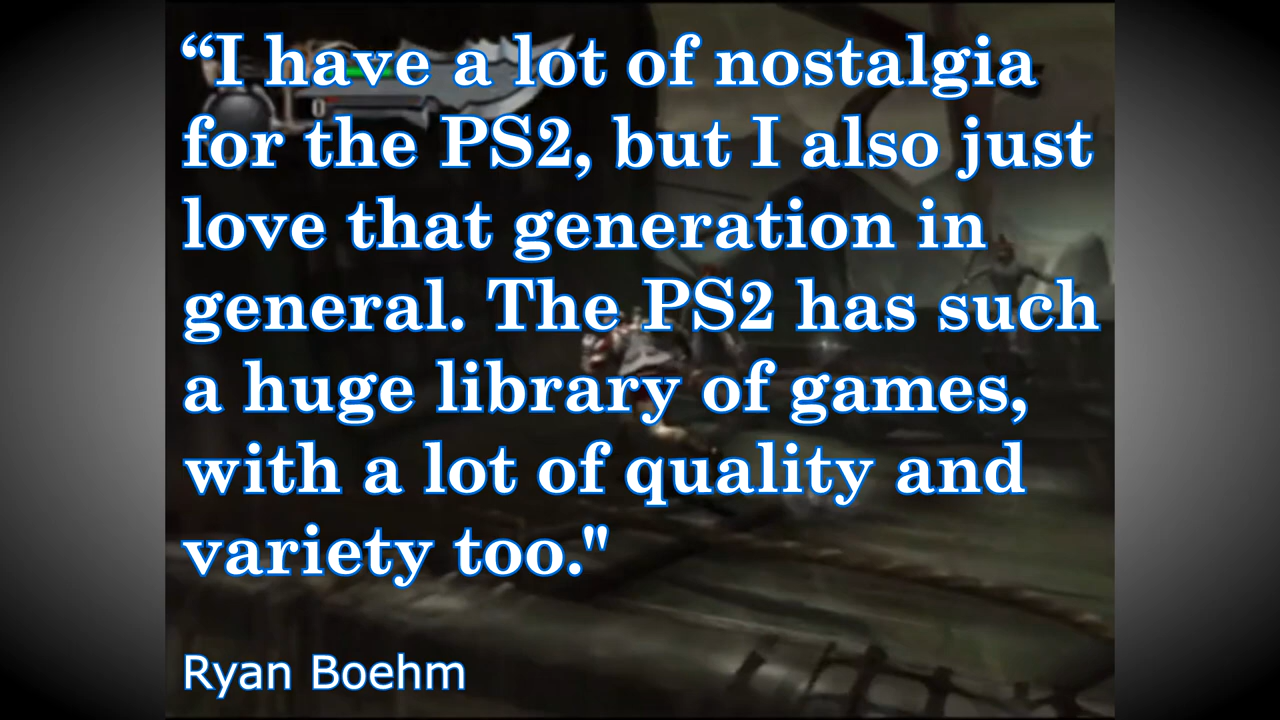 “I have a lot of nostalgia
for the PS2, but I also just
love that generation in
general. The PS2 has such
a huge library of games,
with a lot of quality and
variety too."
Ryan Boehm
0